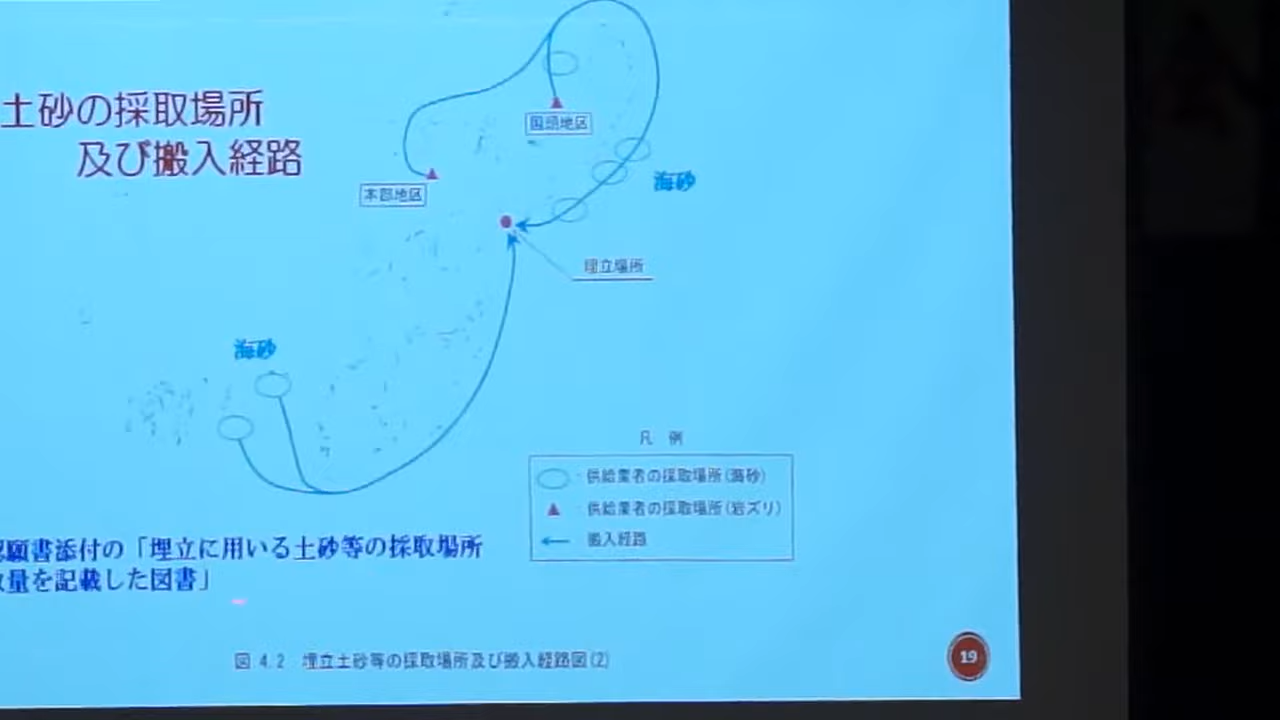 土砂の採取場所
及び搬入経路
国頭地区
海砂
本部地区
埋立場所
海砂
凡 例
:供給業者の採取場所(海砂)
:供給業者の採取場所(岩ズリ)
搬入経路
願書添付の「埋立に用いる土砂等の採取場所
量を記載した図書」
図 4.2 埋立土砂等の採取場所及び搬入経路図(2)
19